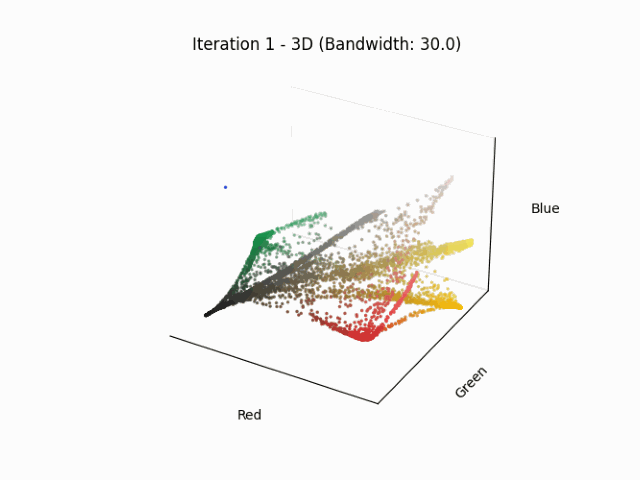 Iteration 1 - 3D (Bandwidth: 30.0)
Blue
Green
Red